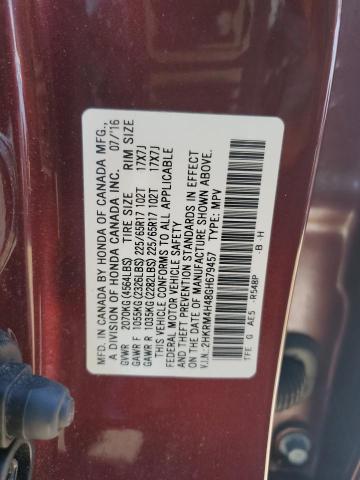 MFD. IN CANADA BY HONDA OF CANADA MFG.,
A DIVISION OF HONDA CANADA INC. 07/16
GVWR 2070KG(4564LBS) TIRE SIZE RIM SIZE
GAWR F 1055KG(2326LBS) 225/65R17 102T 17X7J
GAWR R 1035KG(2282LBS) 225/65R17 102T 17X7J
THIS VEHICLE CONFORMS TO ALL APPLICABLE
FEDERAL MOTOR VEHICLE SAFETY
AND THEFT PREVENTION STANDARDS IN EFFECT
ON THE DATE OF MANUFACTURE SHOWN ABOVE.
V.I.N.: 2HKRM4H48GH679457 TYPE: MPV
TFE G AE5 -R548P -B-H